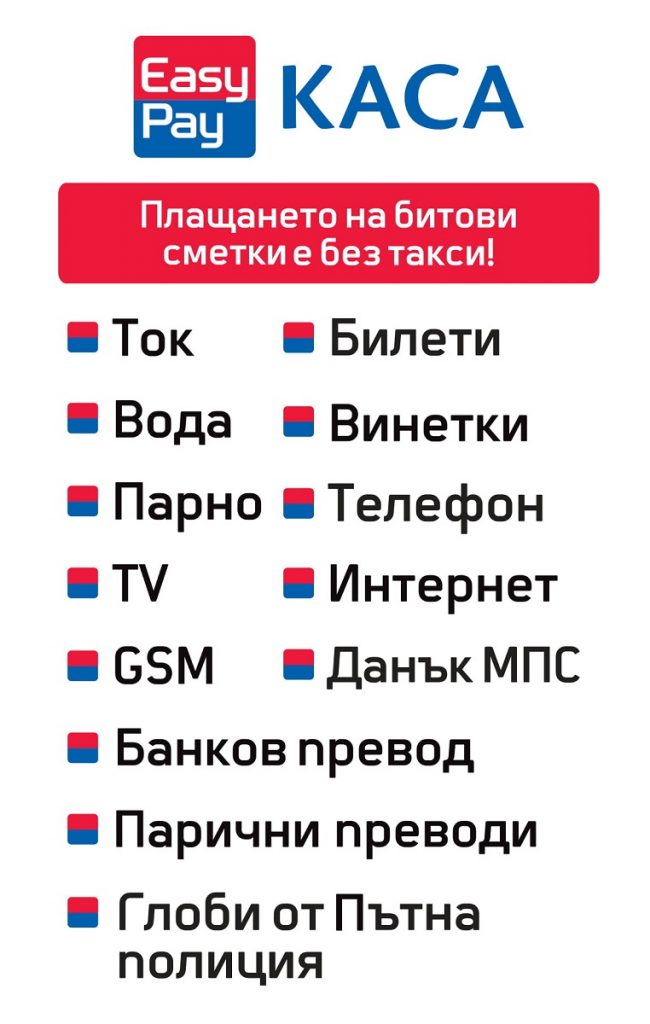 Easy
Pay
КАСА
Плащането на битови
сметки е без такси!
Ток
Билети
Вода
Винетки
Парно
Телефон
TV
Интернет
GSM
Данък МПС
Банков превод
Парични преводи
Глоби от Пътна
полиция